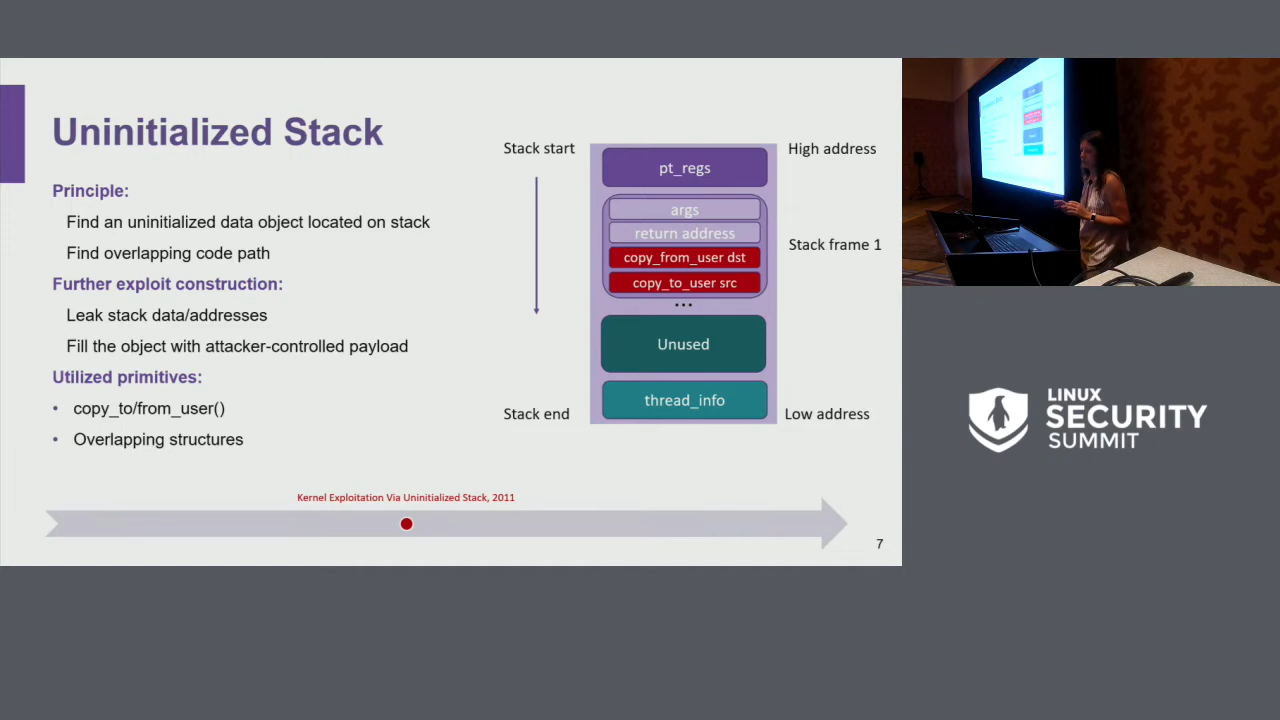 Uninitialized Stack
Principle:
Find an uninitialized data object located on stack
Find overlapping code path
Further exploit construction:
Leak stack data/addresses
Fill the object with attacker-controlled payload
Utilized primitives:
• copy_to/from_user()
• Overlapping structures
Stack start
High address
pt_regs
args
return address
copy_from_user dst
copy_to_user src
Stack frame 1
...
Unused
thread_info
Stack end
Low address
Kernel Exploitation Via Uninitialized Stack, 2011
7
LINUX
SECURITY
SUMMIT